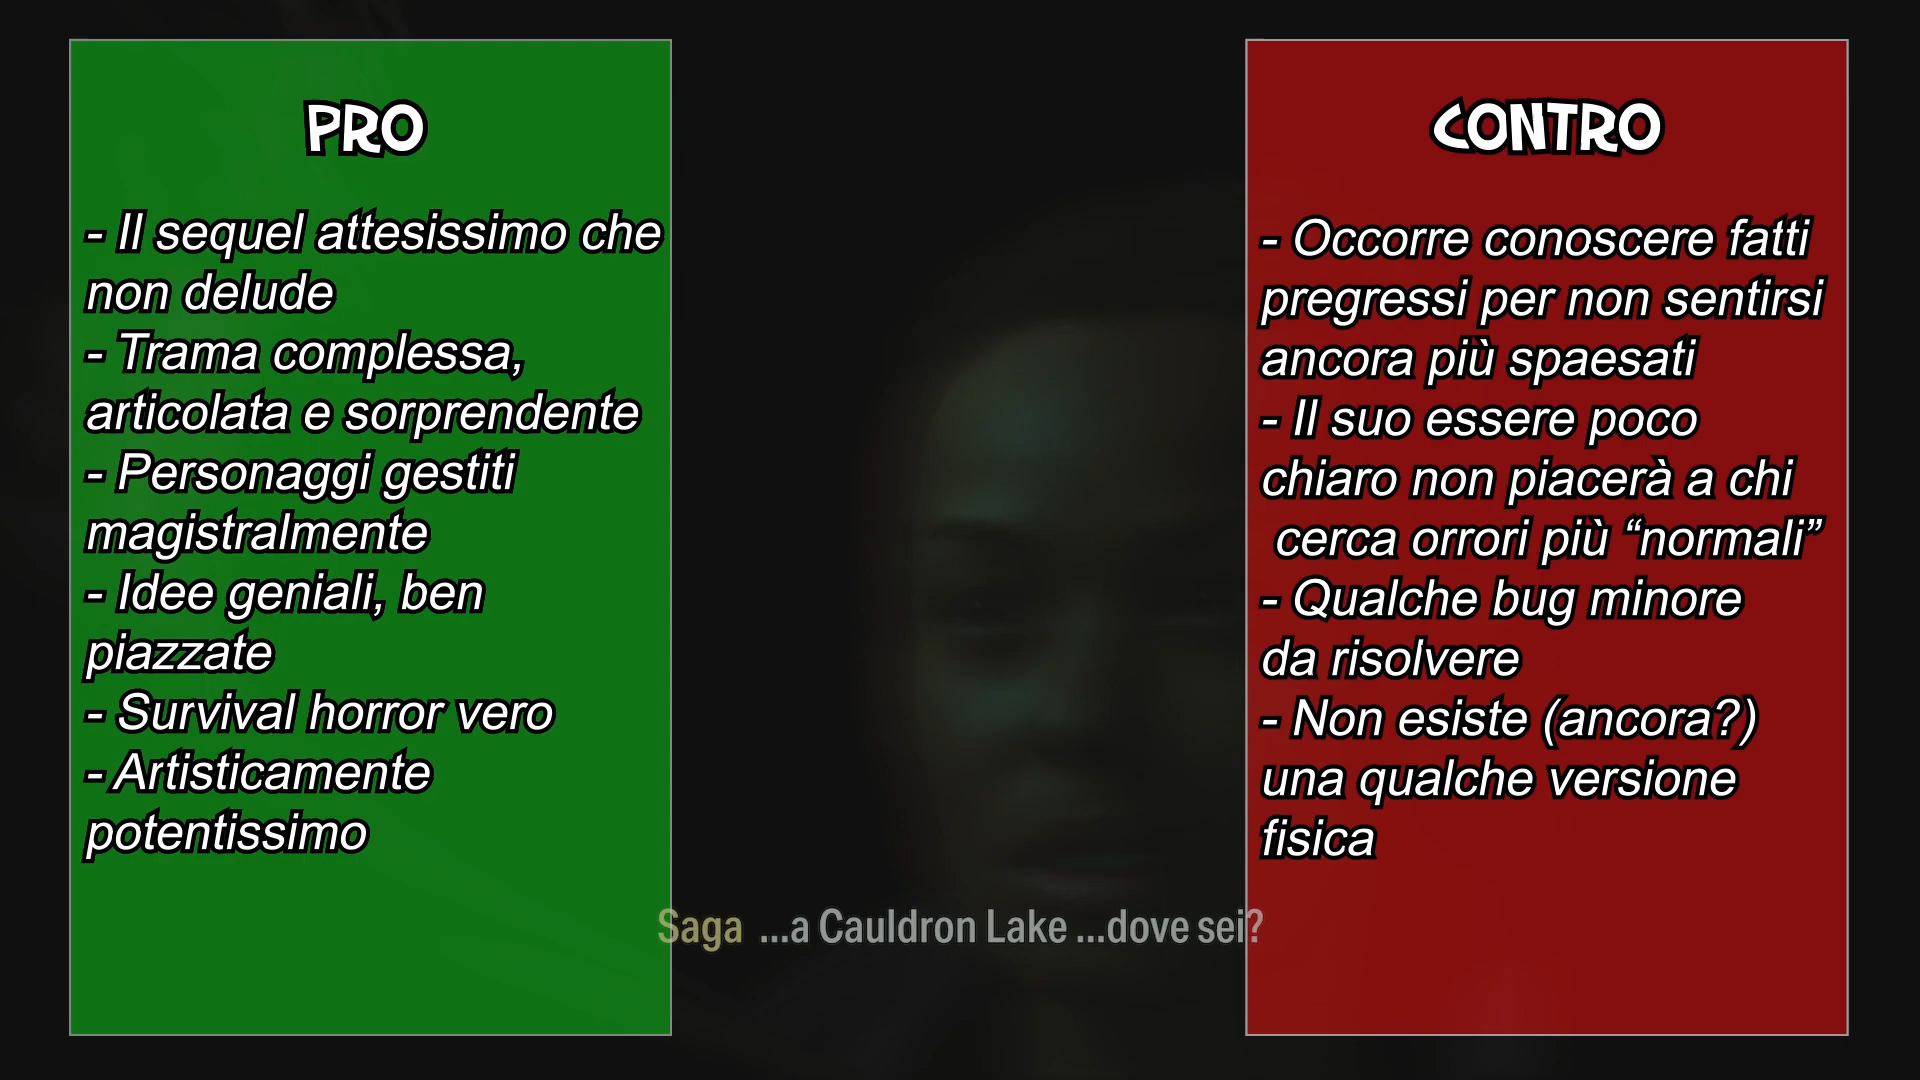 PRO
- Il sequel attesissimo che
non delude
- Trama complessa,
articolata e sorprendente
- Personaggi gestiti
magistralmente
- Idee geniali, ben
piazzate
- Survival horror vero
- Artisticamente
potentissimo
CONTRO
- Occorre conoscere fatti
pregressi per non sentirsi
ancora più spaesati
- Il suo essere poco
chiaro non piacerà a chi
cerca orrori più “normali”
- Qualche bug minore
da risolvere
- Non esiste (ancora?)
una qualche versione
fisica
Saga ...a Cauldron Lake ...dove sei?